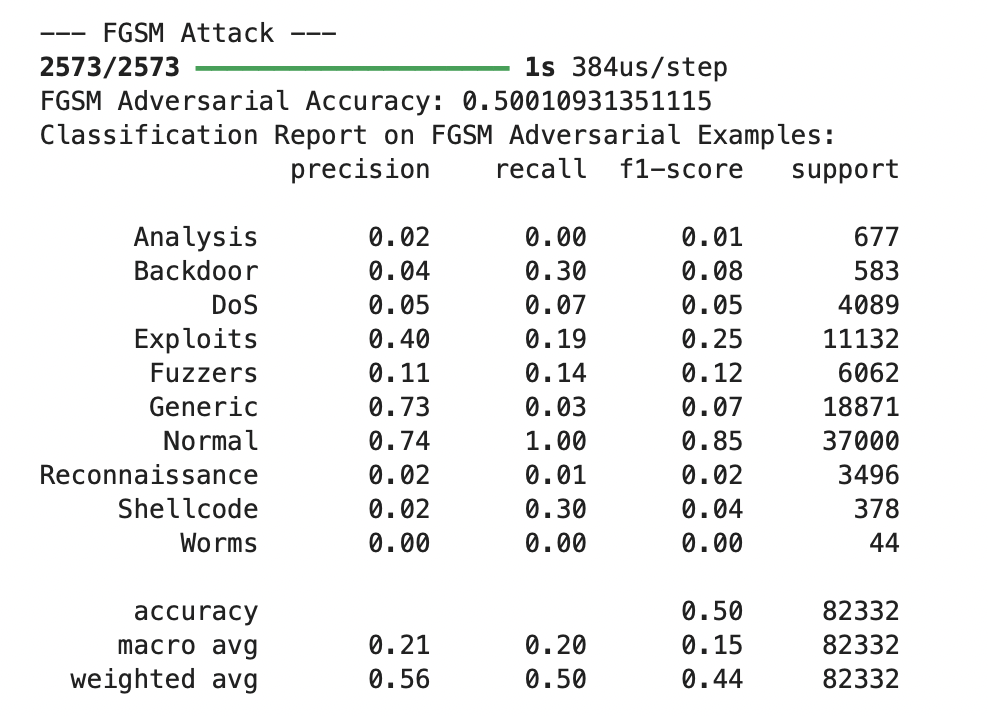 --- FGSM Attack ---
2573/2573 ━━━━━━━━━━━━━━━━━━━━ 1s 384us/step
FGSM Adversarial Accuracy: 0.50010931351115
Classification Report on FGSM Adversarial Examples:
precision recall f1-score support
Analysis 0.02 0.00 0.01 677
Backdoor 0.04 0.30 0.08 583
DoS 0.05 0.07 0.05 4089
Exploits 0.40 0.19 0.25 11132
Fuzzers 0.11 0.14 0.12 6062
Generic 0.73 0.03 0.07 18871
Normal 0.74 1.00 0.85 37000
Reconnaissance 0.02 0.01 0.02 3496
Shellcode 0.02 0.30 0.04 378
Worms 0.00 0.00 0.00 44
accuracy 0.50 82332
macro avg 0.21 0.20 0.15 82332
weighted avg 0.56 0.50 0.44 82332